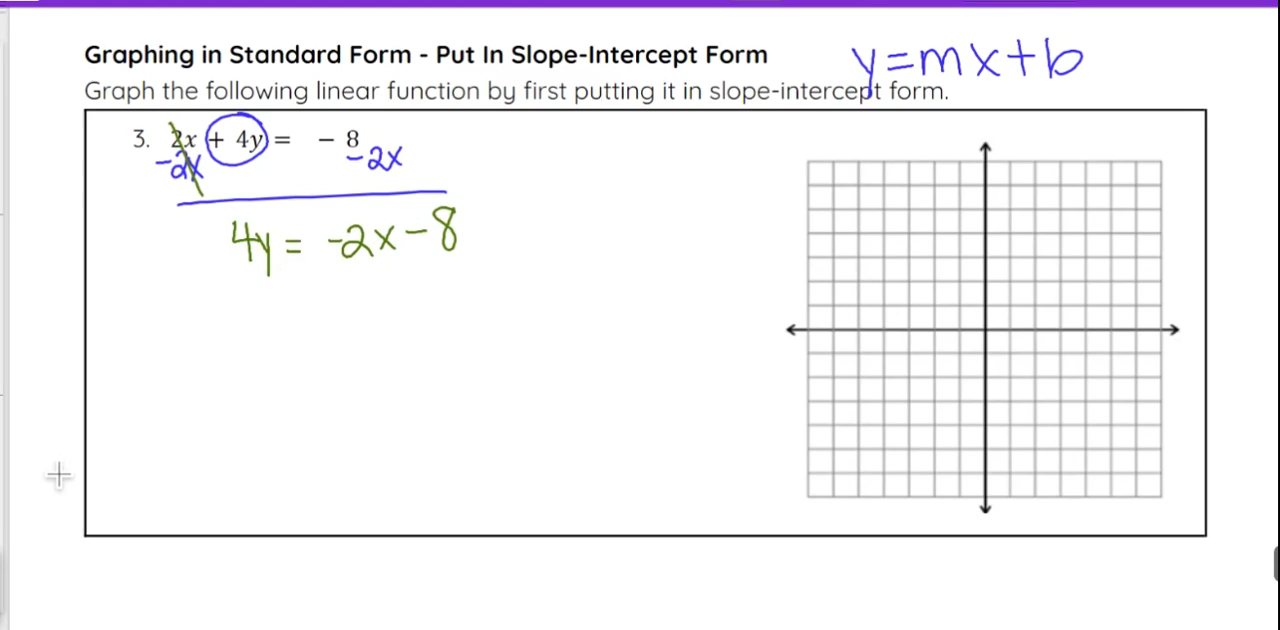 Graphing in Standard Form - Put In Slope-Intercept Form
y=mx+b
Graph the following linear function by first putting it in slope-intercept form.
3. 2x + 4y = - 8
-2x -2x
4y = -2x-8